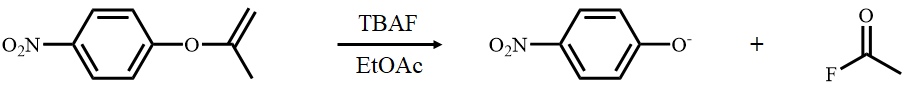 O₂N
O
TBAF
EtOAc
O₂N
O⁻
+
O
F